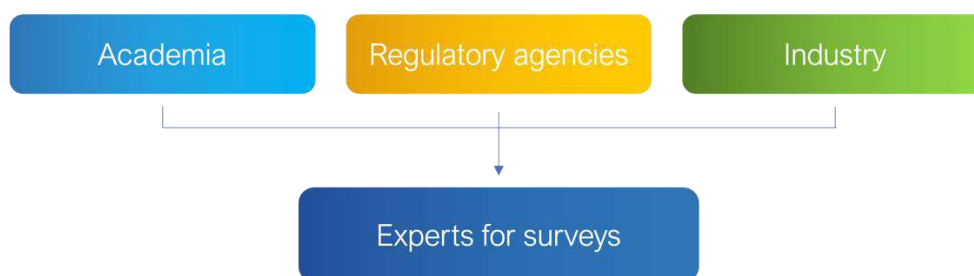 Academia
Regulatory agencies
Industry
Experts for surveys